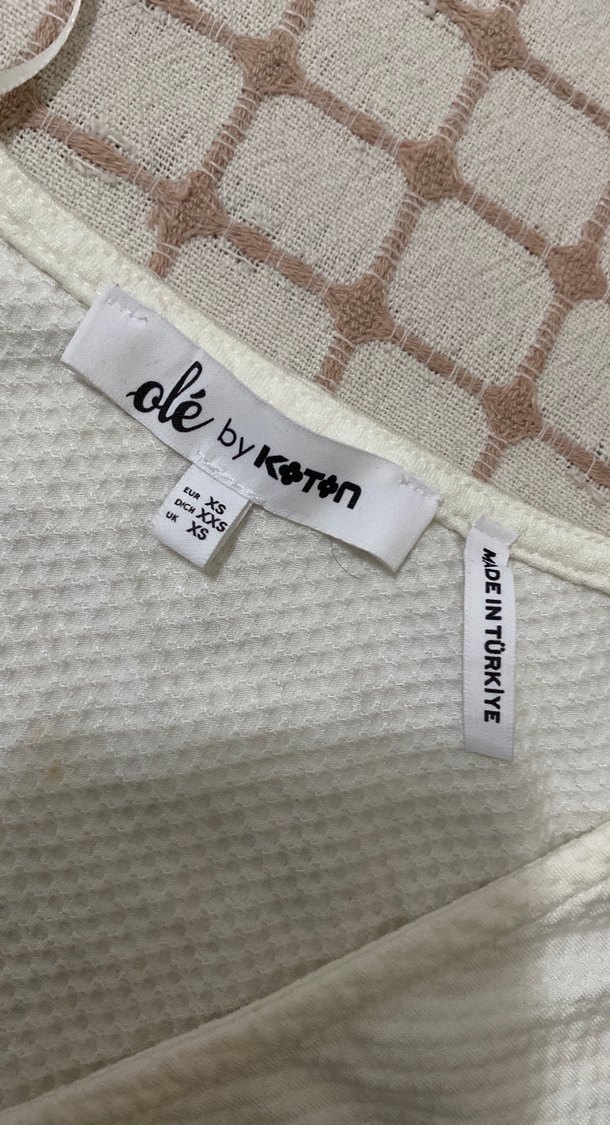 olé by KOTON
EUR XS
D/CH XXS
UK XS
MADE IN TÜRKİYE